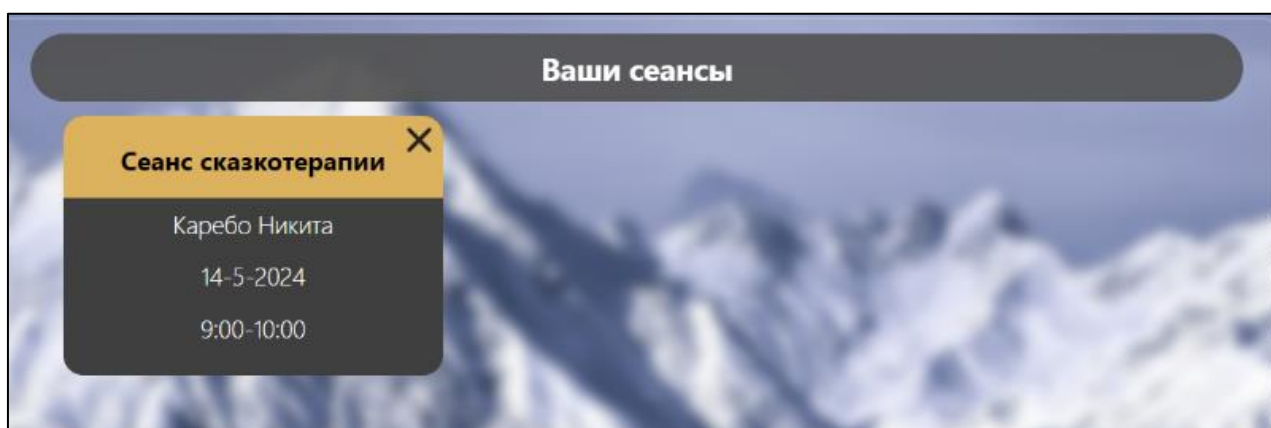 Ваши сеансы
Сеанс сказкотерапии
Каребо Никита
14-5-2024
9:00-10:00